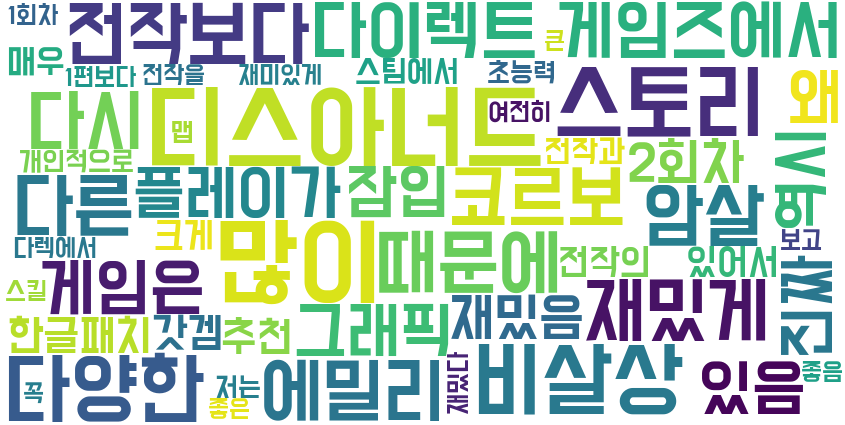 1회차
전작보다
다이렉트
큰
게임즈에서
매우
1편보다
전작을
재미있게
스팀에서
초능력
왜
다시
맵
디스아너드
여전히
스토리
개인적으로
전작과
2회차
역시
다른
플레이가
잠입
코르보
암살
보고
크게
많이
때문에
전작의
있어서
진짜
다렉에서
스킬
게임은
재밌음
재밌게
한글패치
갓겜
추천
그래픽
꼭
다양한
저는
좋은
에밀리
재밌다
비살상
있음
좋음